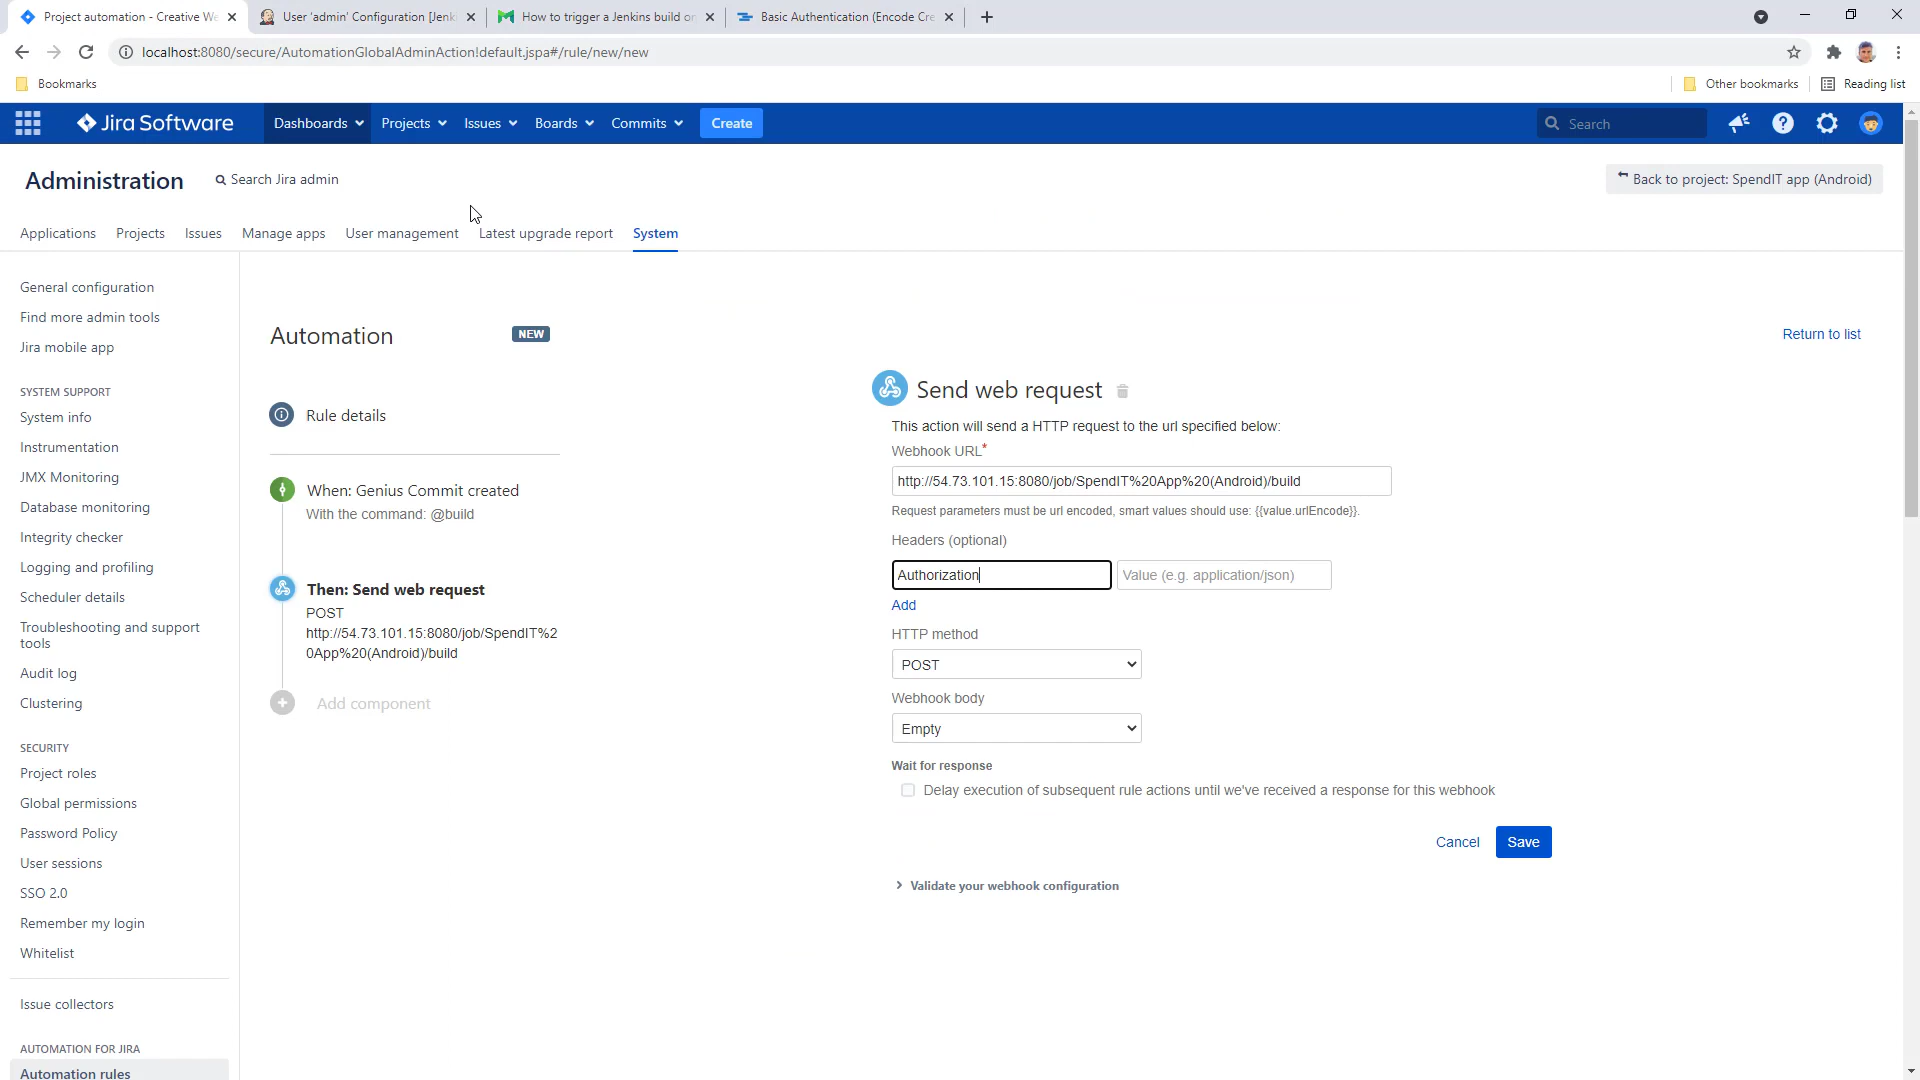 Project automation - Creative We
User 'admin' Configuration [Jenki
How to trigger a Jenkins build on
Basic Authentication (Encode Cre
localhost:8080/secure/AutomationGlobalAdminAction!default.jspa#/rule/new/new
Bookmarks
Other bookmarks
Reading list
Jira Software
Dashboards
Projects
Issues
Boards
Commits
Create
Search
Administration
Search Jira admin
Back to project: SpendIT app (Android)
Applications
Projects
Issues
Manage apps
User management
Latest upgrade report
System
General configuration
Find more admin tools
Jira mobile app
SYSTEM SUPPORT
System info
Instrumentation
JMX Monitoring
Database monitoring
Integrity checker
Logging and profiling
Scheduler details
Troubleshooting and support
tools
Audit log
Clustering
SECURITY
Project roles
Global permissions
Password Policy
User sessions
SSO 2.0
Remember my login
Whitelist
Issue collectors
AUTOMATION FOR JIRA
Automation rules
Automation
NEW
Return to list
Rule details
When: Genius Commit created
With the command: @build
Then: Send web request
POST
http://54.73.101.15:8080/job/SpendIT%2
0App%20(Android)/build
Add component
Send web request
This action will send a HTTP request to the url specified below:
Webhook URL*
http://54.73.101.15:8080/job/SpendIT%20App%20(Android)/build
Request parameters must be url encoded, smart values should use: {{value.urlEncode}}.
Headers (optional)
Authorization
Value (e.g. application/json)
Add
HTTP method
POST
Webhook body
Empty
Wait for response
Delay execution of subsequent rule actions until we've received a response for this webhook
Cancel
Save
Validate your webhook configuration